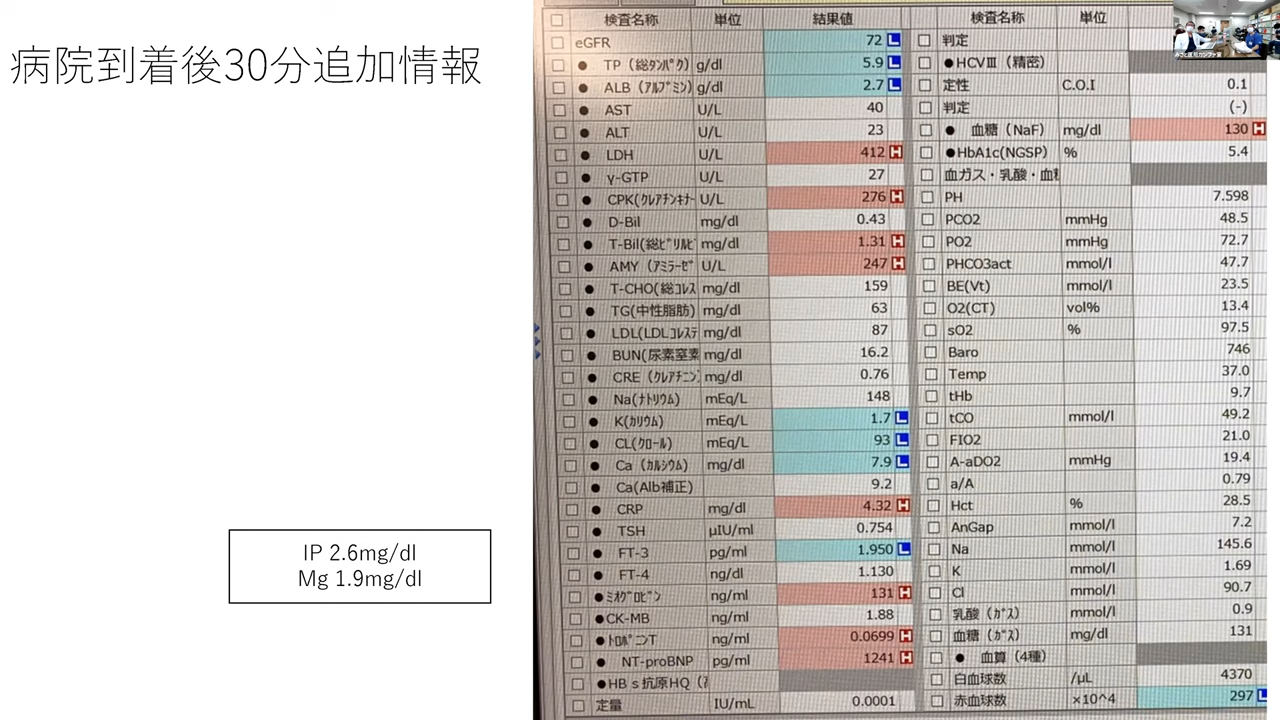 病院到着後30分追加情報
IP 2.6mg/dl
Mg 1.9mg/dl
検査名称 単位 結果値
eGFR 72 L
● TP（総ﾀﾝﾊﾟｸ） g/dl 5.9 L
● ALB（ｱﾙﾌﾞﾐﾝ） g/dl 2.7 L
● AST U/L 40
● ALT U/L 23
● LDH U/L 412 H
● γ-GTP U/L 27
● CPK(ｸﾚｱﾁﾝｷﾅｰ U/L 276 H
● D-Bil mg/dl 0.43
● T-Bil(総ﾋﾞﾘﾙﾋﾞ mg/dl 1.31 H
● AMY（ｱﾐﾗｰｾﾞ U/L 247 H
● T-CHO(総ｺﾚｽ mg/dl 159
● TG(中性脂肪) mg/dl 63
● LDL(LDLｺﾚｽﾃ mg/dl 87
● BUN(尿素窒素 mg/dl 16.2
● CRE（ｸﾚｱﾁﾆﾝ） mg/dl 0.76
● Na(ﾅﾄﾘｳﾑ) mEq/L 148
● K(ｶﾘｳﾑ) mEq/L 1.7 L
● CL(ｸﾛｰﾙ) mEq/L 93 L
● Ca（ｶﾙｼｳﾑ） mg/dl 7.9 L
● Ca(Alb補正) 9.2
● CRP mg/dl 4.32 H
● TSH μIU/ml 0.754
● FT-3 pg/ml 1.950 L
● FT-4 ng/dl 1.130
●ﾐｵｸﾞﾛﾋﾞﾝ ng/ml 131 H
●CK-MB ng/ml 1.88
●ﾄﾛﾎﾟﾆﾝT ng/ml 0.0699 H
● NT-proBNP pg/ml 1241 H
●HBｓ抗原HQ（
定量 IU/mL 0.0001
検査名称 単位
判定
●HCVⅢ（精密）
定性 C.O.I 0.1
判定 (-)
● 血糖（NaF） mg/dl 130 H
●HbA1c(NGSP) % 5.4
血ガス・乳酸・血糖
PH 7.598
PCO2 mmHg 48.5
PO2 mmHg 72.7
PHCO3act mmol/l 47.7
BE(Vt) mmol/l 23.5
O2(CT) vol% 13.4
sO2 % 97.5
Baro 746
Temp 37.0
tHb 9.7
tCO mmol/l 49.2
FIO2 21.0
A-aDO2 mmHg 19.4
a/A 0.79
Hct % 28.5
AnGap mmol/l 7.2
Na mmol/l 145.6
K mmol/l 1.69
Cl mmol/l 90.7
乳酸（ｶﾞｽ） mmol/l 0.9
血糖（ｶﾞｽ） mg/dl 131
● 血算（4種）
白血球数 /μL 4370
赤血球数 ×10^4 297 L